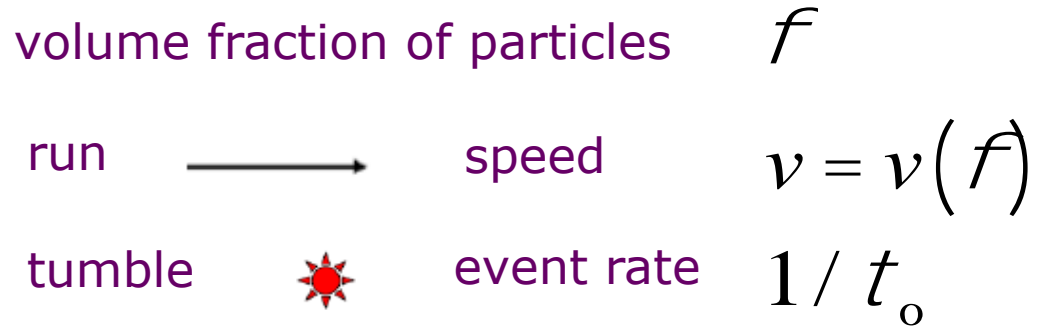 volume fraction of particles f
run speed v = v(f)
tumble event rate 1/ t₀